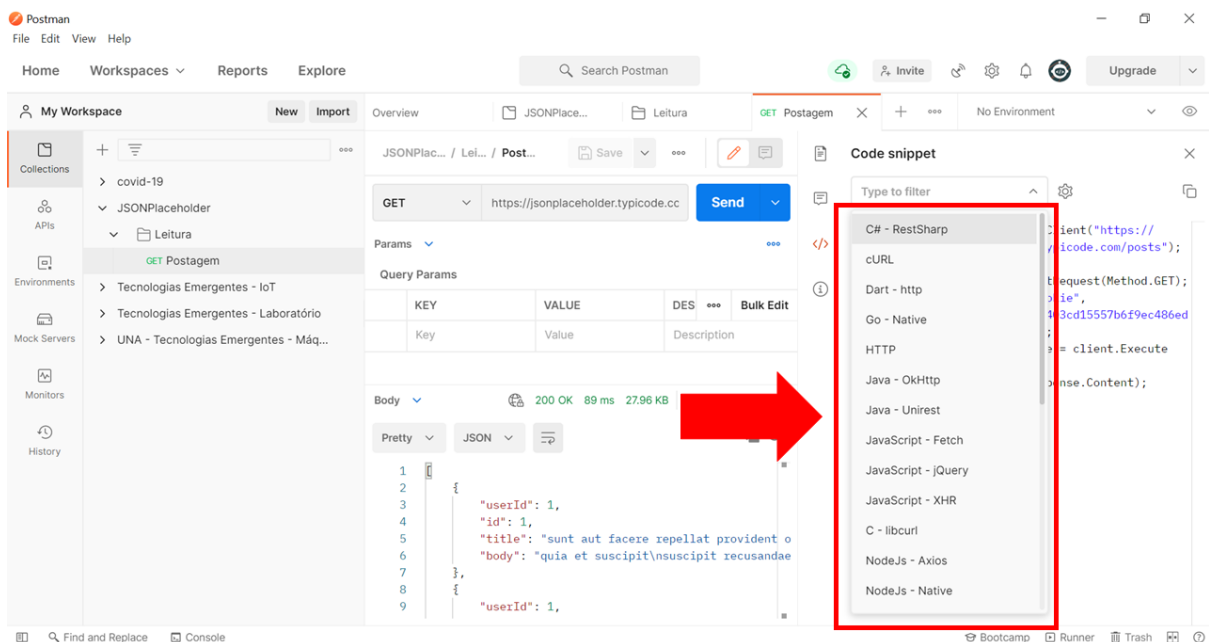 Postman
File Edit View Help
Home Workspaces Reports Explore
Search Postman
Invite
Upgrade
My Workspace
New Import
Overview
JSONPlace...
Leitura
GET Postagem
No Environment
Collections
APIs
Environments
Mock Servers
Monitors
History
covid-19
JSONPlaceholder
Leitura
GET Postagem
Tecnologias Emergentes - IoT
Tecnologias Emergentes - Laboratório
UNA - Tecnologias Emergentes - Máq...
JSONPlac... / Lei... / Post...
Save
GET
https://jsonplaceholder.typicode.cc
Send
Params
Query Params
KEY VALUE DES Bulk Edit
Key Value Description
Body
200 OK 89 ms 27.96 KB
Pretty
JSON
1 [
2 {
3 "userId": 1,
4 "id": 1,
5 "title": "sunt aut facere repellat provident o
6 "body": "quia et suscipit\nsuscipit recusandae
7 },
8 {
9 "userId": 1,
Code snippet
Type to filter
C# - RestSharp
cURL
Dart - http
Go - Native
HTTP
Java - OkHttp
Java - Unirest
JavaScript - Fetch
JavaScript - jQuery
JavaScript - XHR
C - libcurl
NodeJs - Axios
NodeJs - Native
Client("https://
ypicode.com/posts");
tRequest(Method.GET);
kie",
403cd15557b6f9ec486ed
;
e = client.Execute
ponse.Content);
Find and Replace Console
Bootcamp Runner Trash